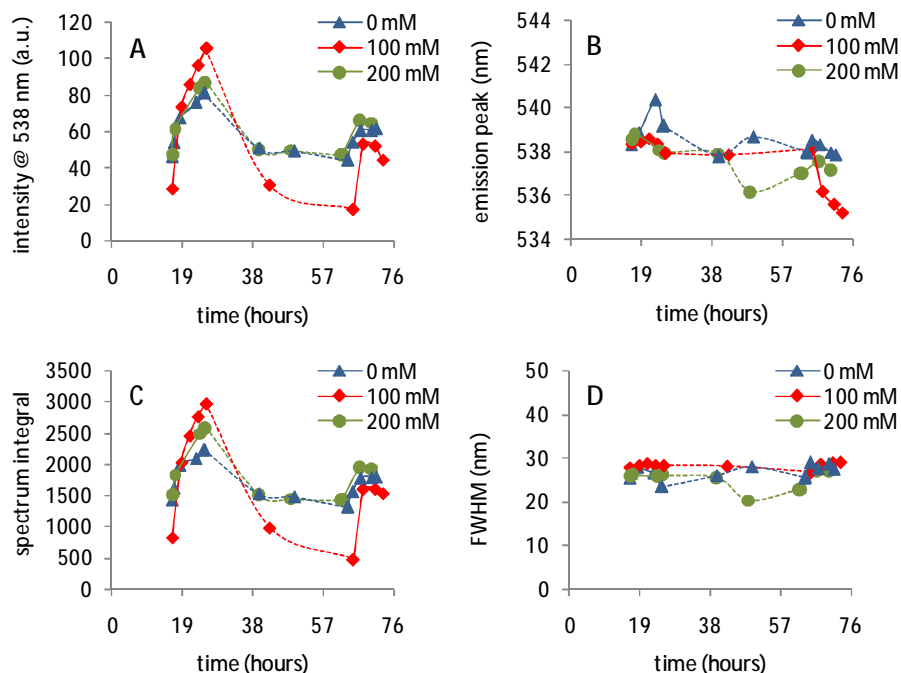 A
intensity @ 538 nm (a.u.)
120
100
80
60
40
20
0
0 19 38 57 76
time (hours)
0 mM
100 mM
200 mM
B
emission peak (nm)
544
542
540
538
536
534
0 19 38 57 76
time (hours)
0 mM
100 mM
200 mM
C
spectrum integral
3500
3000
2500
2000
1500
1000
500
0
0 19 38 57 76
time (hours)
0 mM
100 mM
200 mM
D
FWHM (nm)
50
40
30
20
10
0
0 19 38 57 76
time (hours)
0 mM
100 mM
200 mM